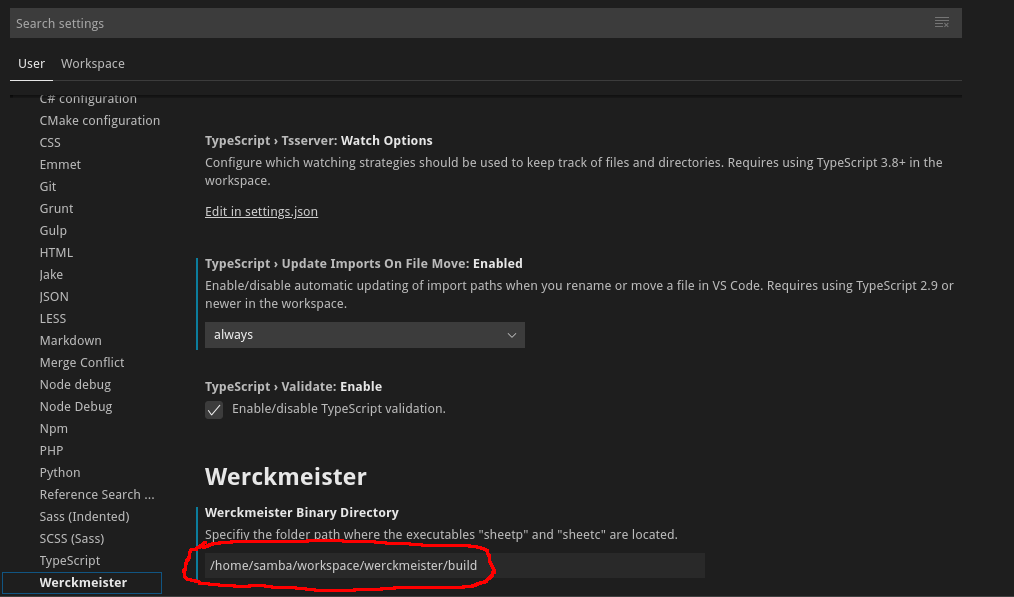 Search settings
User
Workspace
C# configuration
CMake configuration
CSS
Emmet
Git
Grunt
Gulp
HTML
Jake
JSON
LESS
Markdown
Merge Conflict
Node debug
Node Debug
Npm
PHP
Python
Reference Search ...
Sass (Indented)
SCSS (Sass)
TypeScript
Werckmeister
TypeScript › Tsserver: Watch Options
Configure which watching strategies should be used to keep track of files and directories. Requires using TypeScript 3.8+ in the
workspace.
Edit in settings.json
TypeScript › Update Imports On File Move: Enabled
Enable/disable automatic updating of import paths when you rename or move a file in VS Code. Requires using TypeScript 2.9 or
newer in the workspace.
always
TypeScript › Validate: Enable
Enable/disable TypeScript validation.
Werckmeister
Werckmeister Binary Directory
Specifiy the folder path where the executables "sheetp" and "sheetc" are located.
/home/samba/workspace/werckmeister/build